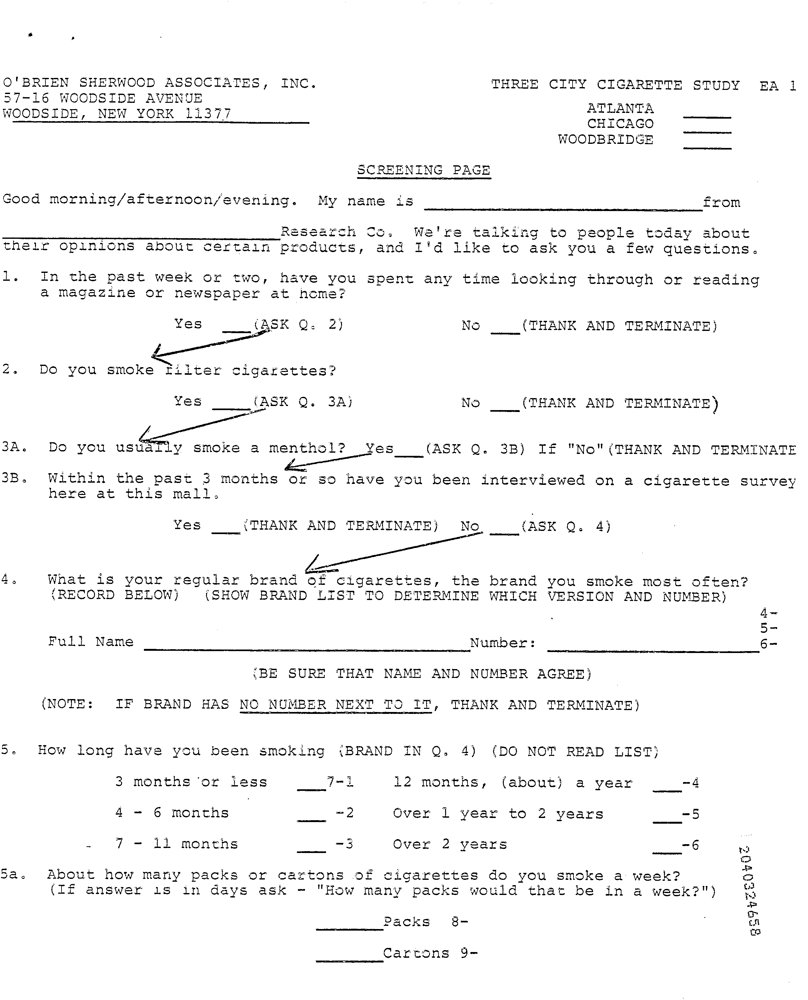 O'BRIEN SHERWOOD ASSOCIATES, INC.
57-16 WOODSIDE AVENUE
WOODSIDE, NEW YORK 11377
THREE CITY CIGARETTE STUDY EA 1
ATLANTA ______
CHICAGO ______
WOODBRIDGE ______
SCREENING PAGE
Good morning/afternoon/evening. My name is ______ from
______ Research Co. We're talking to people today about
their opinions about certain products, and I'd like to ask you a few questions.
1. In the past week or two, have you spent any time looking through or reading
a magazine or newspaper at home?
Yes ___(ASK Q. 2) No ___(THANK AND TERMINATE)
2. Do you smoke filter cigarettes?
Yes ____(ASK Q. 3A) No ___(THANK AND TERMINATE)
3A. Do you usually smoke a menthol? Yes___(ASK Q. 3B) If "No"(THANK AND TERMINATE
3B. Within the past 3 months or so have you been interviewed on a cigarette survey
here at this mall.
Yes ___(THANK AND TERMINATE) No ___(ASK Q. 4)
4. What is your regular brand of cigarettes, the brand you smoke most often?
(RECORD BELOW) (SHOW BRAND LIST TO DETERMINE WHICH VERSION AND NUMBER)
4-
5-
Full Name ______ Number: ______ 6-
(BE SURE THAT NAME AND NUMBER AGREE)
(NOTE: IF BRAND HAS NO NUMBER NEXT TO IT, THANK AND TERMINATE)
5. How long have you been smoking (BRAND IN Q. 4) (DO NOT READ LIST)
3 months or less ___7-1 12 months, (about) a year ___-4
4 - 6 months ___ -2 Over 1 year to 2 years ___-5
7 - 11 months ___ -3 Over 2 years ___-6
5a. About how many packs or cartons of cigarettes do you smoke a week?
(If answer is in days ask - "How many packs would that be in a week?")
______Packs 8-
______Cartons 9-
2040324658